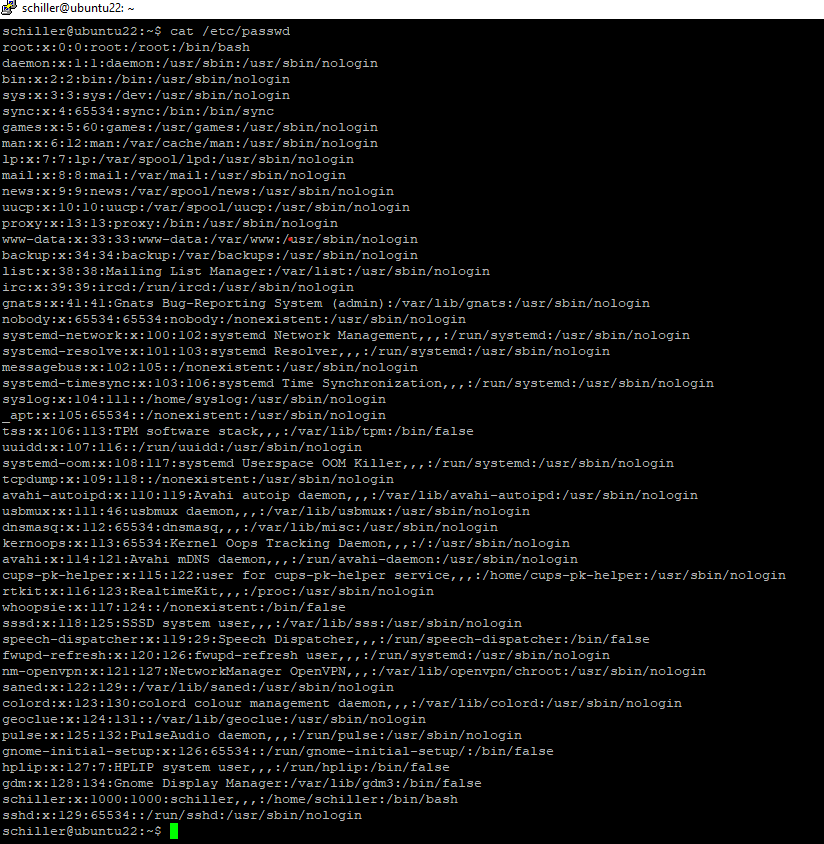 schiller@ubuntu22: ~
schiller@ubuntu22:~$ cat /etc/passwd
root:x:0:0:root:/root:/bin/bash
daemon:x:1:1:daemon:/usr/sbin:/usr/sbin/nologin
bin:x:2:2:bin:/bin:/usr/sbin/nologin
sys:x:3:3:sys:/dev:/usr/sbin/nologin
sync:x:4:65534:sync:/bin:/bin/sync
games:x:5:60:games:/usr/games:/usr/sbin/nologin
man:x:6:12:man:/var/cache/man:/usr/sbin/nologin
lp:x:7:7:lp:/var/spool/lpd:/usr/sbin/nologin
mail:x:8:8:mail:/var/mail:/usr/sbin/nologin
news:x:9:9:news:/var/spool/news:/usr/sbin/nologin
uucp:x:10:10:uucp:/var/spool/uucp:/usr/sbin/nologin
proxy:x:13:13:proxy:/bin:/usr/sbin/nologin
www-data:x:33:33:www-data:/var/www:/usr/sbin/nologin
backup:x:34:34:backup:/var/backups:/usr/sbin/nologin
list:x:38:38:Mailing List Manager:/var/list:/usr/sbin/nologin
irc:x:39:39:ircd:/run/ircd:/usr/sbin/nologin
gnats:x:41:41:Gnats Bug-Reporting System (admin):/var/lib/gnats:/usr/sbin/nologin
nobody:x:65534:65534:nobody:/nonexistent:/usr/sbin/nologin
systemd-network:x:100:102:systemd Network Management,,,:/run/systemd:/usr/sbin/nologin
systemd-resolve:x:101:103:systemd Resolver,,,:/run/systemd:/usr/sbin/nologin
messagebus:x:102:105::/nonexistent:/usr/sbin/nologin
systemd-timesync:x:103:106:systemd Time Synchronization,,,:/run/systemd:/usr/sbin/nologin
syslog:x:104:111::/home/syslog:/usr/sbin/nologin
_apt:x:105:65534::/nonexistent:/usr/sbin/nologin
tss:x:106:113:TPM software stack,,,:/var/lib/tpm:/bin/false
uuidd:x:107:116::/run/uuidd:/usr/sbin/nologin
systemd-oom:x:108:117:systemd Userspace OOM Killer,,,:/run/systemd:/usr/sbin/nologin
tcpdump:x:109:118::/nonexistent:/usr/sbin/nologin
avahi-autoipd:x:110:119:Avahi autoip daemon,,,:/var/lib/avahi-autoipd:/usr/sbin/nologin
usbmux:x:111:46:usbmux daemon,,,:/var/lib/usbmux:/usr/sbin/nologin
dnsmasq:x:112:65534:dnsmasq,,,:/var/lib/misc:/usr/sbin/nologin
kernoops:x:113:65534:Kernel Oops Tracking Daemon,,,:/:/usr/sbin/nologin
avahi:x:114:121:Avahi mDNS daemon,,,:/run/avahi-daemon:/usr/sbin/nologin
cups-pk-helper:x:115:122:user for cups-pk-helper service,,,:/home/cups-pk-helper:/usr/sbin/nologin
rtkit:x:116:123:RealtimeKit,,,:/proc:/usr/sbin/nologin
whoopsie:x:117:124::/nonexistent:/bin/false
sssd:x:118:125:SSSD system user,,,:/var/lib/sss:/usr/sbin/nologin
speech-dispatcher:x:119:29:Speech Dispatcher,,,:/run/speech-dispatcher:/bin/false
fwupd-refresh:x:120:126:fwupd-refresh user,,,:/run/systemd:/usr/sbin/nologin
nm-openvpn:x:121:127:NetworkManager OpenVPN,,,:/var/lib/openvpn/chroot:/usr/sbin/nologin
saned:x:122:129::/var/lib/saned:/usr/sbin/nologin
colord:x:123:130:colord colour management daemon,,,:/var/lib/colord:/usr/sbin/nologin
geoclue:x:124:131::/var/lib/geoclue:/usr/sbin/nologin
pulse:x:125:132:PulseAudio daemon,,,:/run/pulse:/usr/sbin/nologin
gnome-initial-setup:x:126:65534::/run/gnome-initial-setup/:/bin/false
hplip:x:127:7:HPLIP system user,,,:/run/hplip:/bin/false
gdm:x:128:134:Gnome Display Manager:/var/lib/gdm3:/bin/false
schiller:x:1000:1000:schiller,,,:/home/schiller:/bin/bash
sshd:x:129:65534::/run/sshd:/usr/sbin/nologin
schiller@ubuntu22:~$